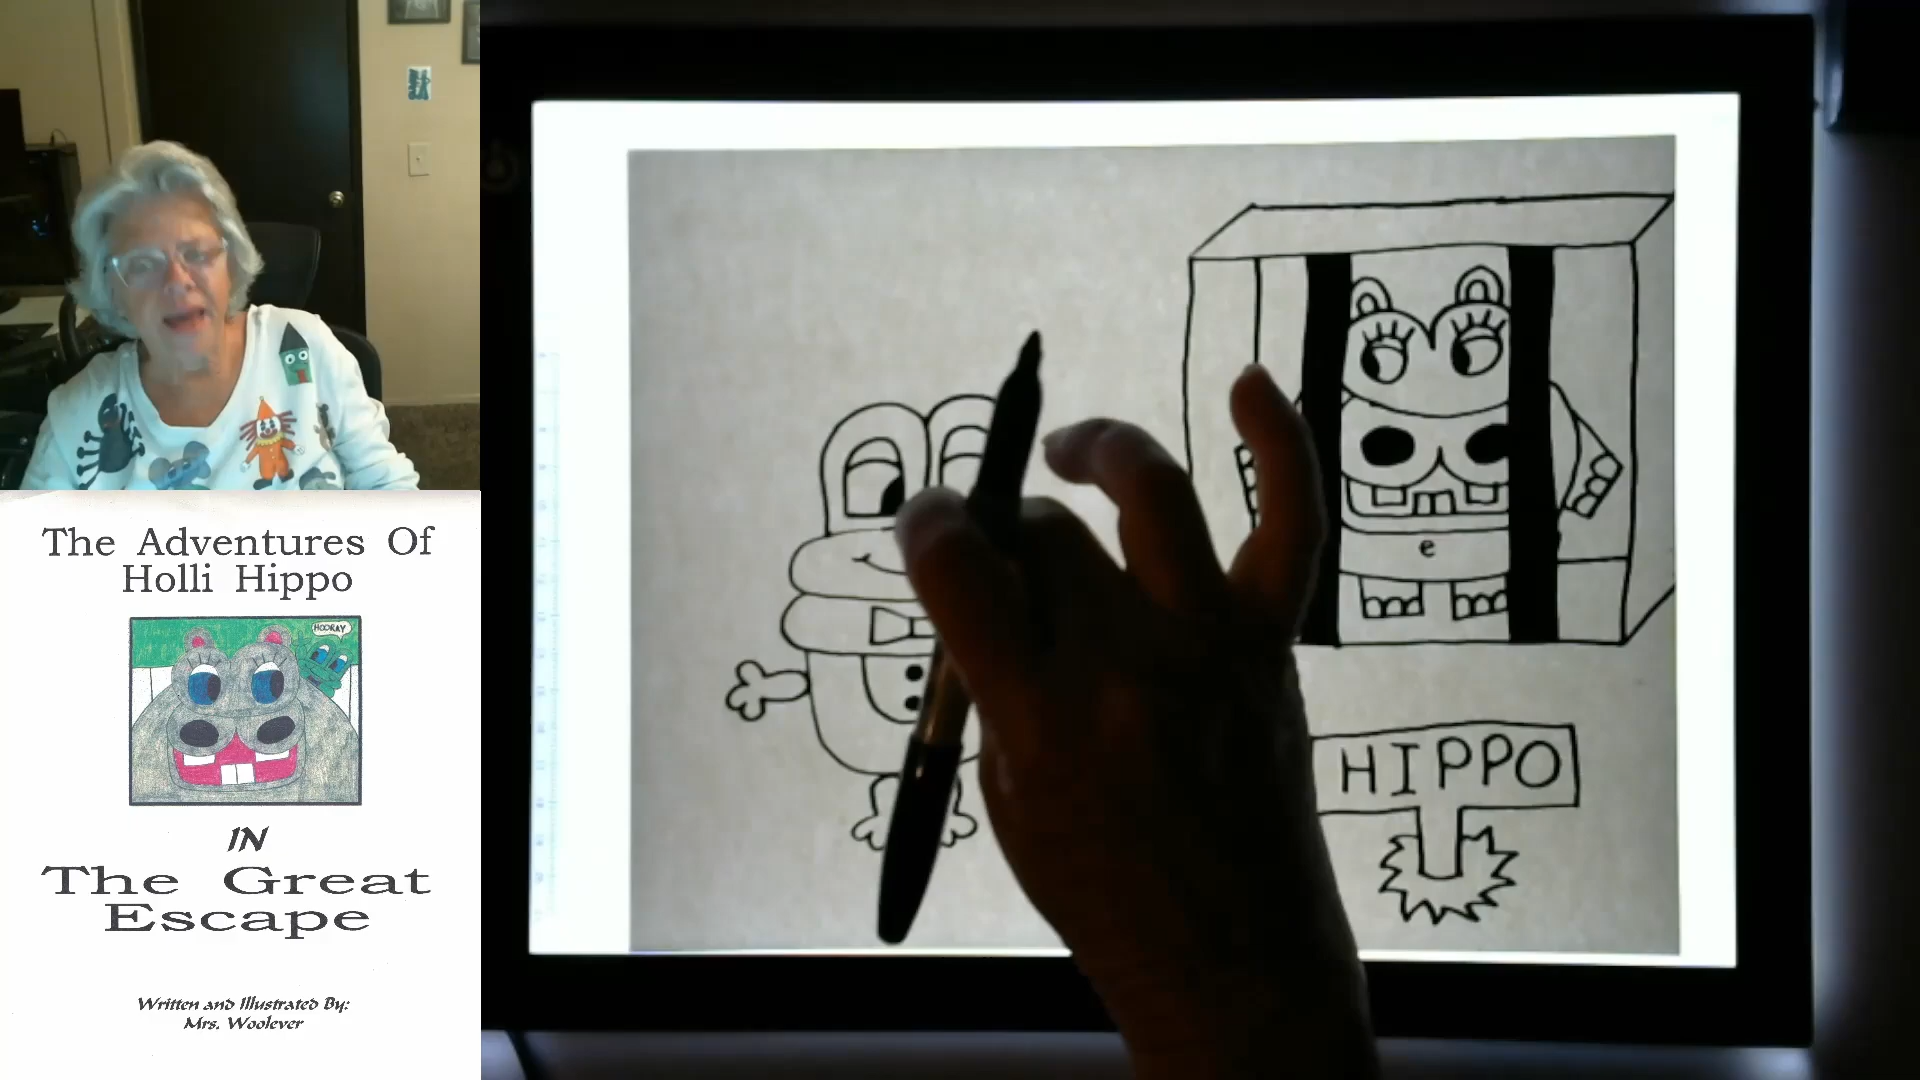 The Adventures Of
Holli Hippo
HOORAY
IN
The Great
Escape
Written and Illustrated By:
Mrs. Woolever
e
HIPPO